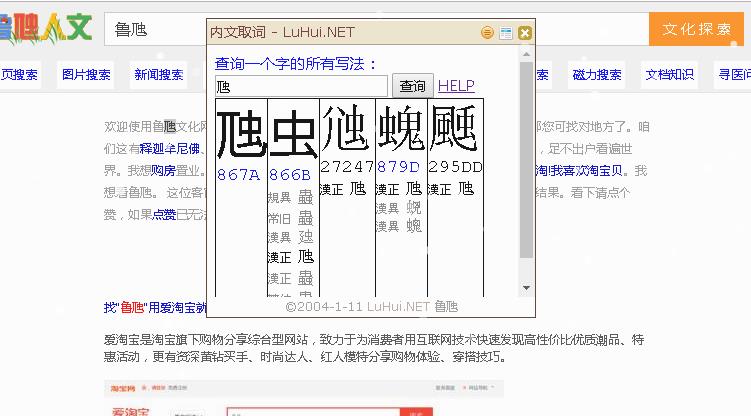 鲁虺人文
鲁虺
文化探索
页搜索
图片搜索
新闻搜索
索
磁力搜索
文档知识
寻医问
内文取词 - LuHui.NET
查询一个字的所有写法：
虺
查询
HELP
虺 虫 䖝 螝 飁
867A 866B 27247 879D 295DD
規異 蟲
常旧 蟲
漢異
漢正 虺
漢正 蟲
漢正 虺
漢正 虺
漢異
漢異 螝
漢正 虺
©2004-1-11 LuHui.NET 鲁虺
欢迎使用鲁虺文化网
您可找对地方了。咱
们这有释迦牟尼佛、
，足不出户看遍世
界。我想购房置业。
淘!我喜欢淘宝贝。我
想看鲁虺。 这位客官
结果。看下请点个
赞，如果点赞已无法
找"鲁虺"用爱淘宝就
爱淘宝是淘宝旗下购物分享综合型网站，致力于为消费者用互联网技术快速发现高性价比优质潮品、特
惠活动，更有资深黄钻买手、时尚达人、红人模特分享购物体验、穿搭技巧。
淘宝网
爱淘宝